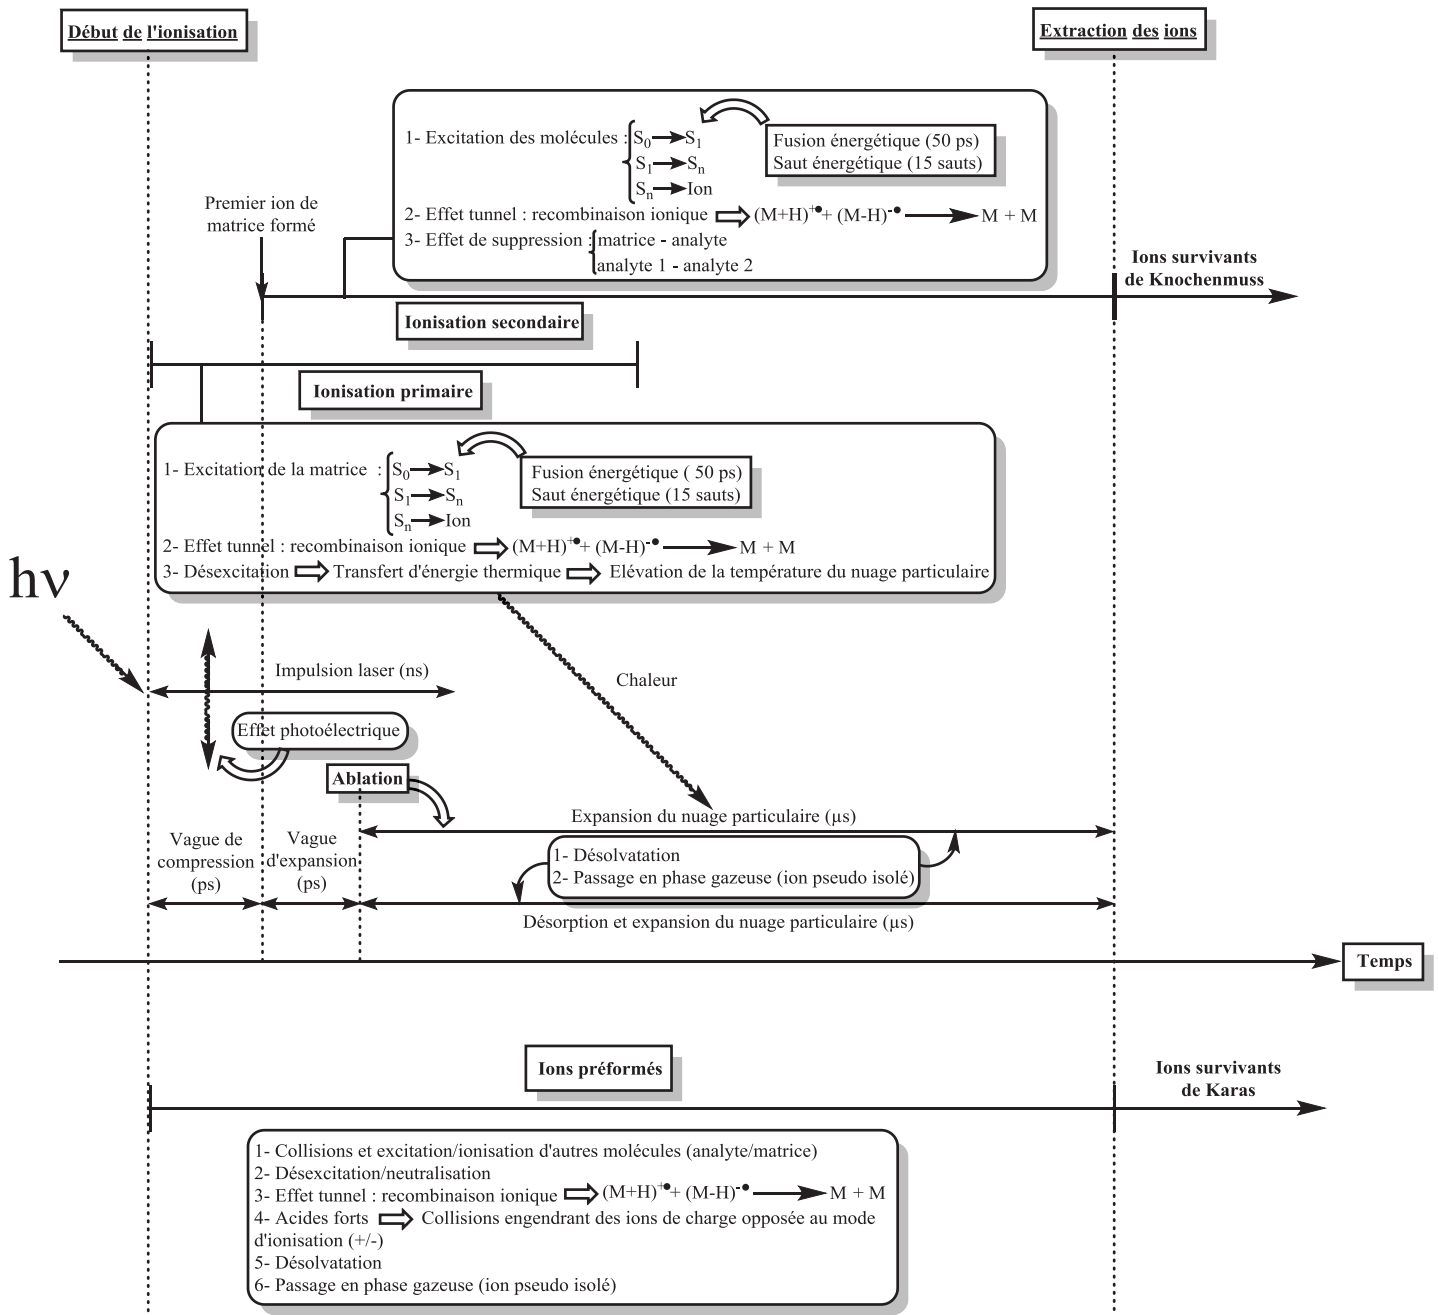 Début de l'ionisation
Extraction des ions
1- Excitation des molécules :
S0 → S1
S1 → Sn
Sn → Ion
Fusion énergétique (50 ps)
Saut énergétique (15 sauts)
2- Effet tunnel : recombinaison ionique ⇨ (M+H)+● + (M-H)-● → M + M
3- Effet de suppression :
matrice - analyte
analyte 1 - analyte 2
Premier ion de
matrice formé
Ions survivants
de Knochenmuss
Ionisation secondaire
Ionisation primaire
1- Excitation de la matrice :
S0 → S1
S1 → Sn
Sn → Ion
Fusion énergétique ( 50 ps)
Saut énergétique (15 sauts)
2- Effet tunnel : recombinaison ionique ⇨ (M+H)+● + (M-H)-● → M + M
3- Désexcitation ⇨ Transfert d'énergie thermique ⇨ Elévation de la température du nuage particulaire
hν
Impulsion laser (ns)
Chaleur
Effet photoélectrique
Ablation
Expansion du nuage particulaire (µs)
Vague de
compression
(ps)
Vague
d'expansion
(ps)
1- Désolvatation
2- Passage en phase gazeuse (ion pseudo isolé)
Désorption et expansion du nuage particulaire (µs)
Temps
Ions préformés
Ions survivants
de Karas
1- Collisions et excitation/ionisation d'autres molécules (analyte/matrice)
2- Désexcitation/neutralisation
3- Effet tunnel : recombinaison ionique ⇨ (M+H)+● + (M-H)-● → M + M
4- Acides forts ⇨ Collisions engendrant des ions de charge opposée au mode
d'ionisation (+/-)
5- Désolvatation
6- Passage en phase gazeuse (ion pseudo isolé)